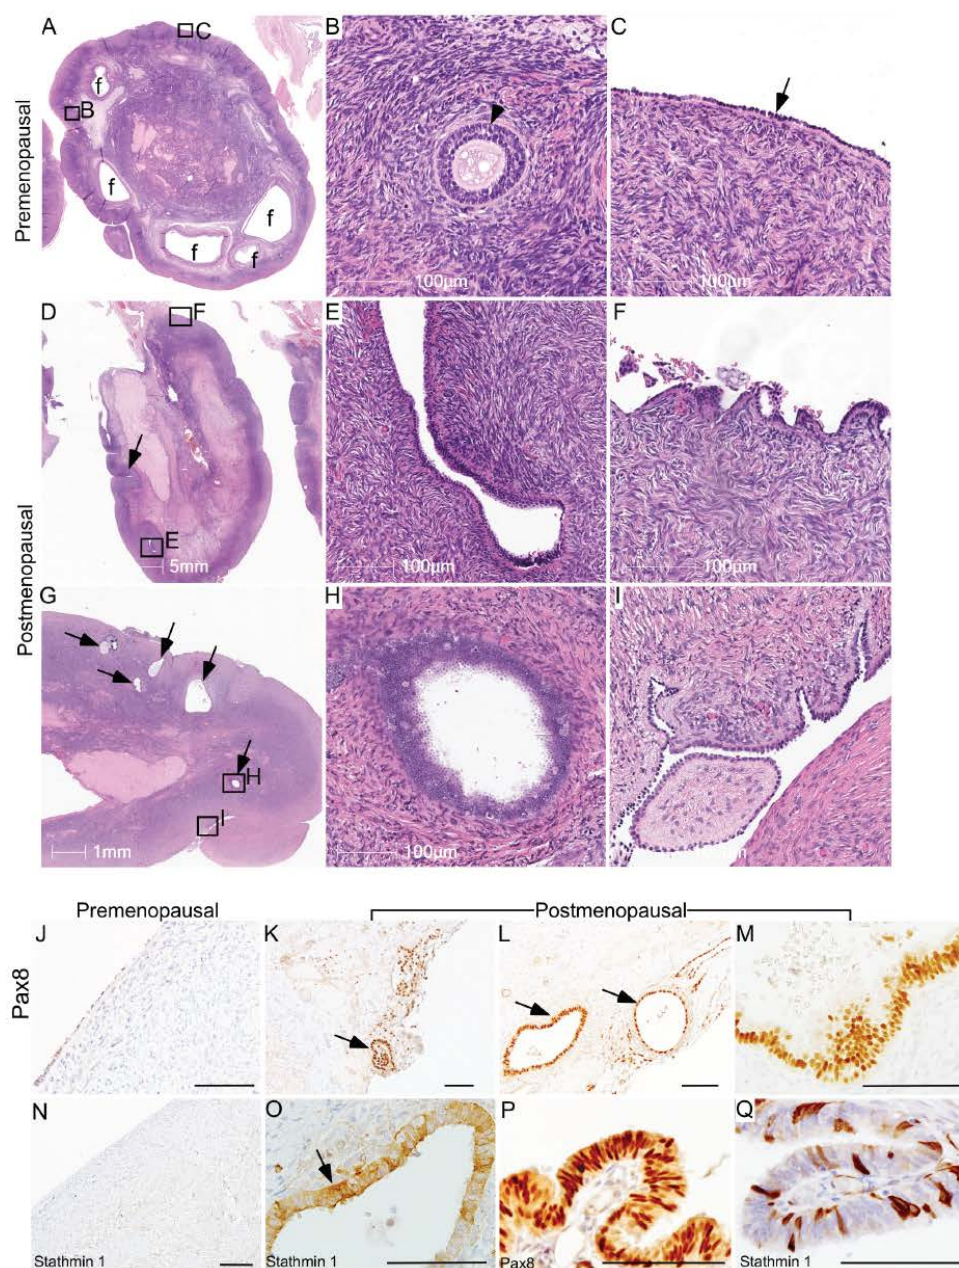 Premenopausal
A
C
B
f
f
f
f
f
B
100μm
C
100μm
Postmenopausal
D
F
E
5mm
E
100μm
F
100μm
G
H
I
1mm
H
100μm
I
Premenopausal
Postmenopausal
Pax8
J
K
L
M
N
Stathmin 1
O
Stathmin 1
P
Pax8
Q
Stathmin 1